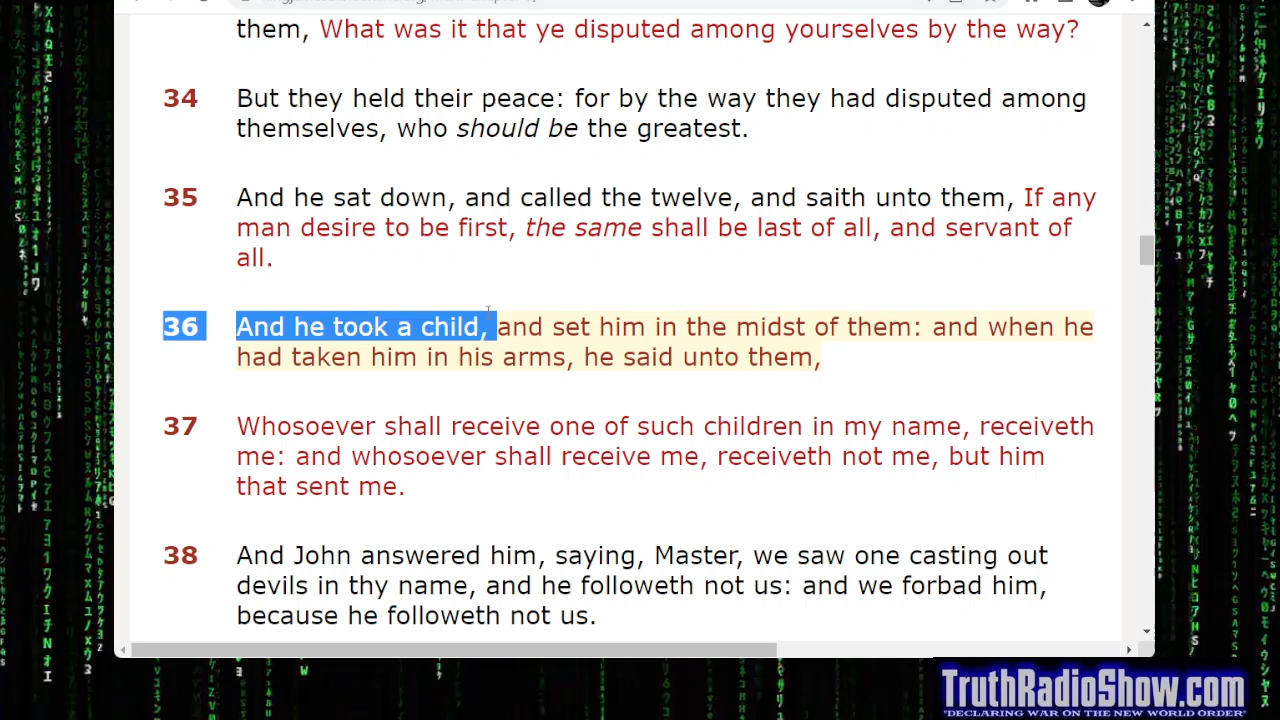 them, What was it that ye disputed among yourselves by the way?
34 But they held their peace: for by the way they had disputed among
themselves, who should be the greatest.
35 And he sat down, and called the twelve, and saith unto them, If any
man desire to be first, the same shall be last of all, and servant of
all.
36 And he took a child, and set him in the midst of them: and when he
had taken him in his arms, he said unto them,
37 Whosoever shall receive one of such children in my name, receiveth
me: and whosoever shall receive me, receiveth not me, but him
that sent me.
38 And John answered him, saying, Master, we saw one casting out
devils in thy name, and he followeth not us: and we forbad him,
because he followeth not us.
TruthRadioShow.com
"DECLARING WAR ON THE NEW WORLD ORDER"